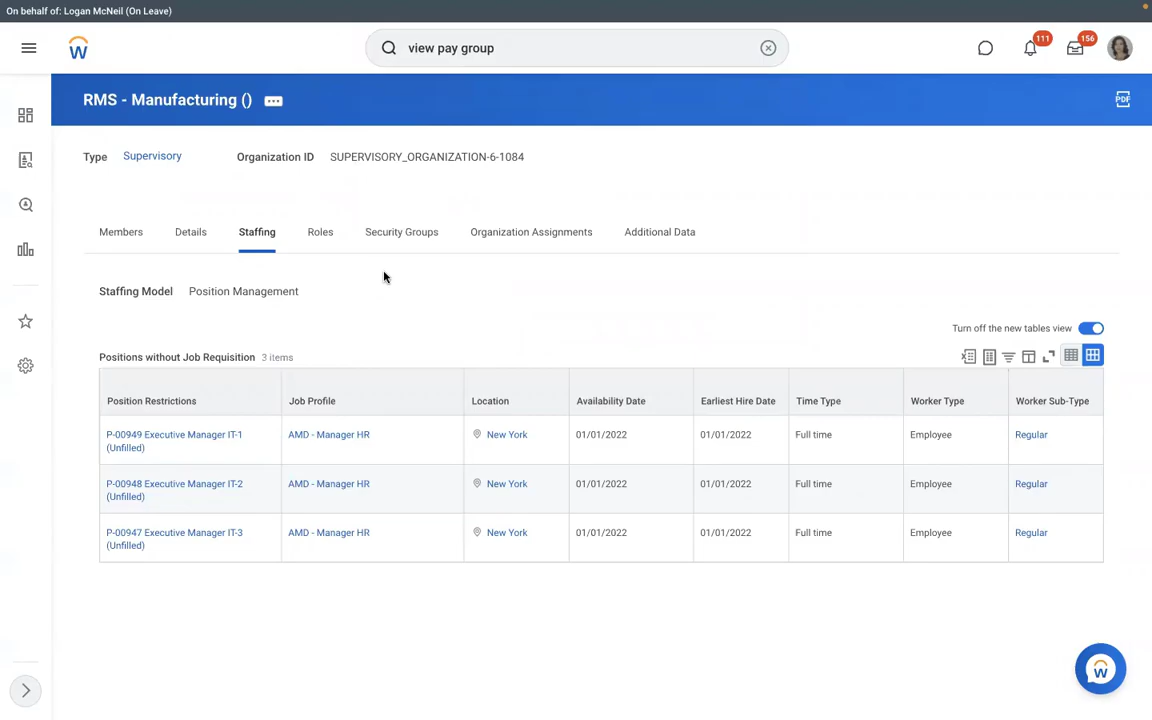 On behalf of: Logan McNeil (On Leave)
view pay group
111
156
RMS - Manufacturing ()
PDF
Type Supervisory Organization ID SUPERVISORY_ORGANIZATION-6-1084
Members Details Staffing Roles Security Groups Organization Assignments Additional Data
Staffing Model Position Management
Turn off the new tables view
Positions without Job Requisition 3 items
Position Restrictions Job Profile Location Availability Date Earliest Hire Date Time Type Worker Type Worker Sub-Type
P-00949 Executive Manager IT-1 AMD - Manager HR New York 01/01/2022 01/01/2022 Full time Employee Regular
(Unfilled)
P-00948 Executive Manager IT-2 AMD - Manager HR New York 01/01/2022 01/01/2022 Full time Employee Regular
(Unfilled)
P-00947 Executive Manager IT-3 AMD - Manager HR New York 01/01/2022 01/01/2022 Full time Employee Regular
(Unfilled)